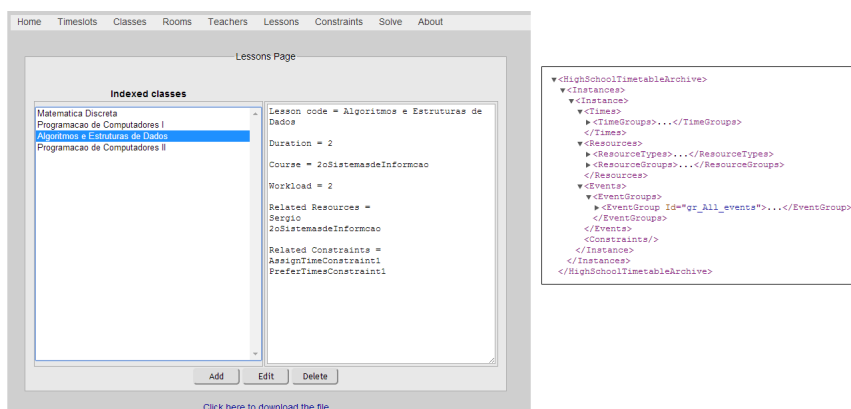 Home Timeslots Classes Rooms Teachers Lessons Constraints Solve About
Lessons Page
Indexed classes
Matematica Discreta
Programacao de Computadores I
Algoritmos e Estruturas de Dados
Programacao de Computadores II
Lesson code = Algoritmos e Estruturas de
Dados
Duration = 2
Course = 2oSistemasdeInformcao
Workload = 2
Related Resources =
Sergio
2oSistemasdeInformcao
Related Constraints =
AssignTimeConstraint1
PreferTimesConstraint1
Add Edit Delete
Click here to download the file
▼<HighSchoolTimetableArchive>
▼<Instances>
▼<Instance>
▼<Times>
▶<TimeGroups>...</TimeGroups>
</Times>
▼<Resources>
▶<ResourceTypes>...</ResourceTypes>
▶<ResourceGroups>...</ResourceGroups>
</Resources>
▼<Events>
▼<EventGroups>
▶<EventGroup Id="gr_All_events">...</EventGroup>
</EventGroups>
</Events>
<Constraints/>
</Instance>
</Instances>
</HighSchoolTimetableArchive>